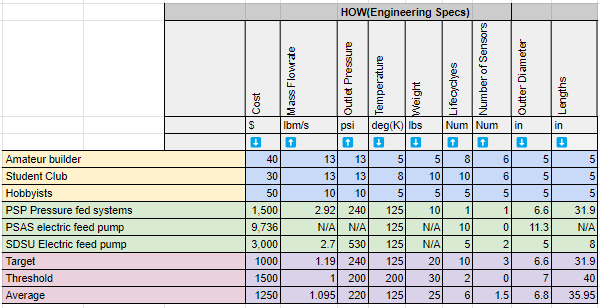 HOW(Engineering Specs)
Cost Mass Flowrate Outlet Pressure Temperature Weight Lifecyclyes Number of Sensors Outter Diameter Lengths
$ lbm/s psi deg(K) lbs Num Num in in
Amateur builder 40 13 13 5 5 8 6 5 5
Student Club 30 13 13 8 10 10 6 5 5
Hobbyists 50 10 10 5 5 5 5 5 5
PSP Pressure fed systems 1,500 2.92 240 125 10 1 1 6.6 31.9
PSAS electric feed pump 9,736 N/A N/A 125 N/A 10 0 11.3 N/A
SDSU Electric feed pump 3,000 2.7 530 125 N/A 5 2 5 8
Target 1000 1.19 240 125 20 10 3 6.6 31.9
Threshold 1500 1 200 200 30 2 0 7 40
Average 1250 1.095 220 125 25 6 1.5 6.8 35.95